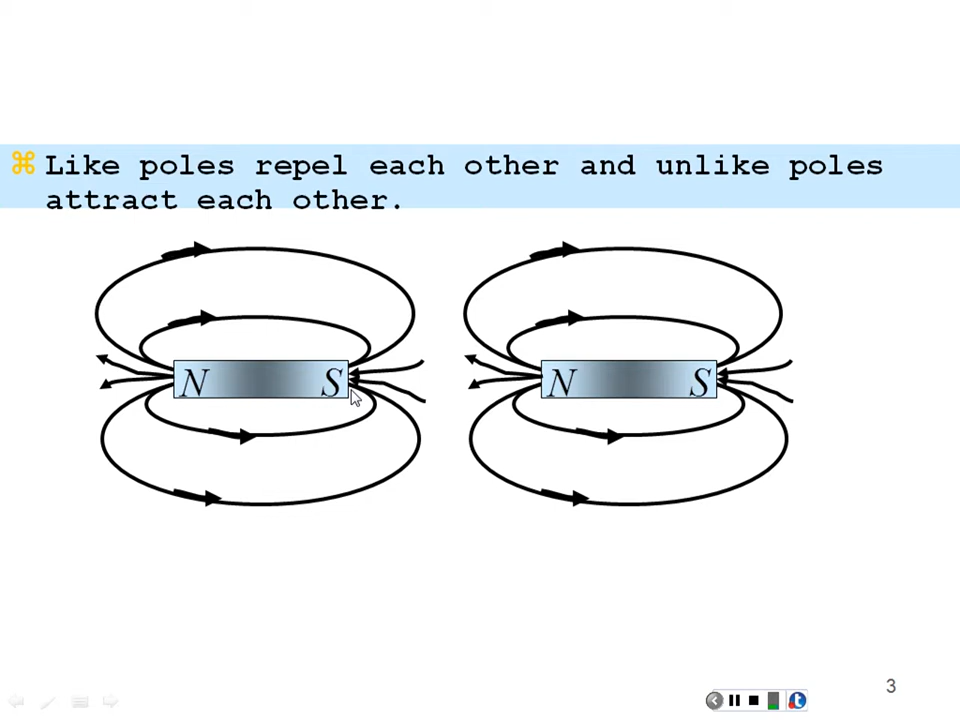 Like poles repel each other and unlike poles
attract each other.
N S N S
3